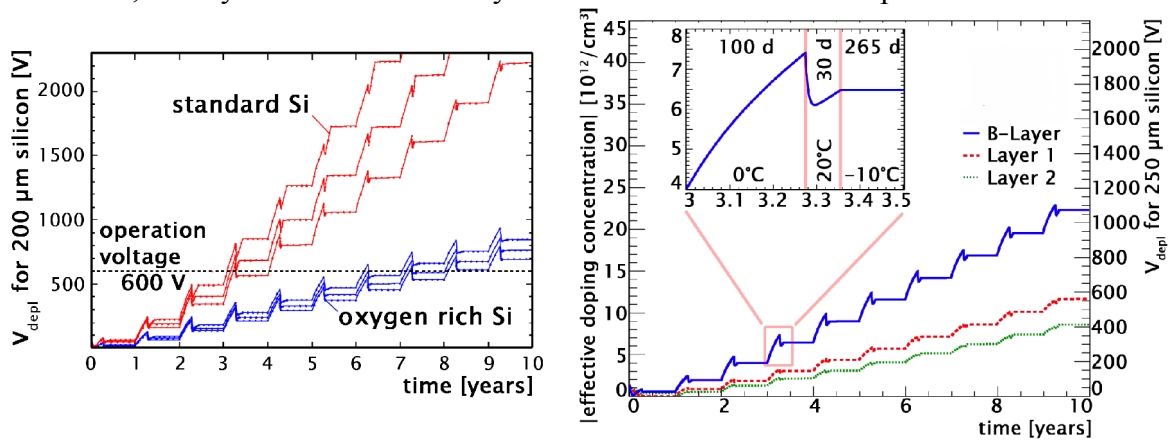 V_depl for 200 μm silicon [V]
2000
1500
1000
500
standard Si
operation
voltage
600 V
oxygen rich Si
0 1 2 3 4 5 6 7 8 9 10
time [years]
|effective doping concentration| [10^12/cm^3]
45
40
35
30
25
20
15
10
5
0
8
7
6
5
4
100 d
30 d
265 d
0°C
20°C
-10°C
3 3.1 3.2 3.3 3.4 3.5
B-Layer
Layer 1
Layer 2
2000
1800
1600
1400
1200
1000
800
600
400
200
0
V_depl for 250 μm silicon [V]
0 2 4 6 8 10
time [years]